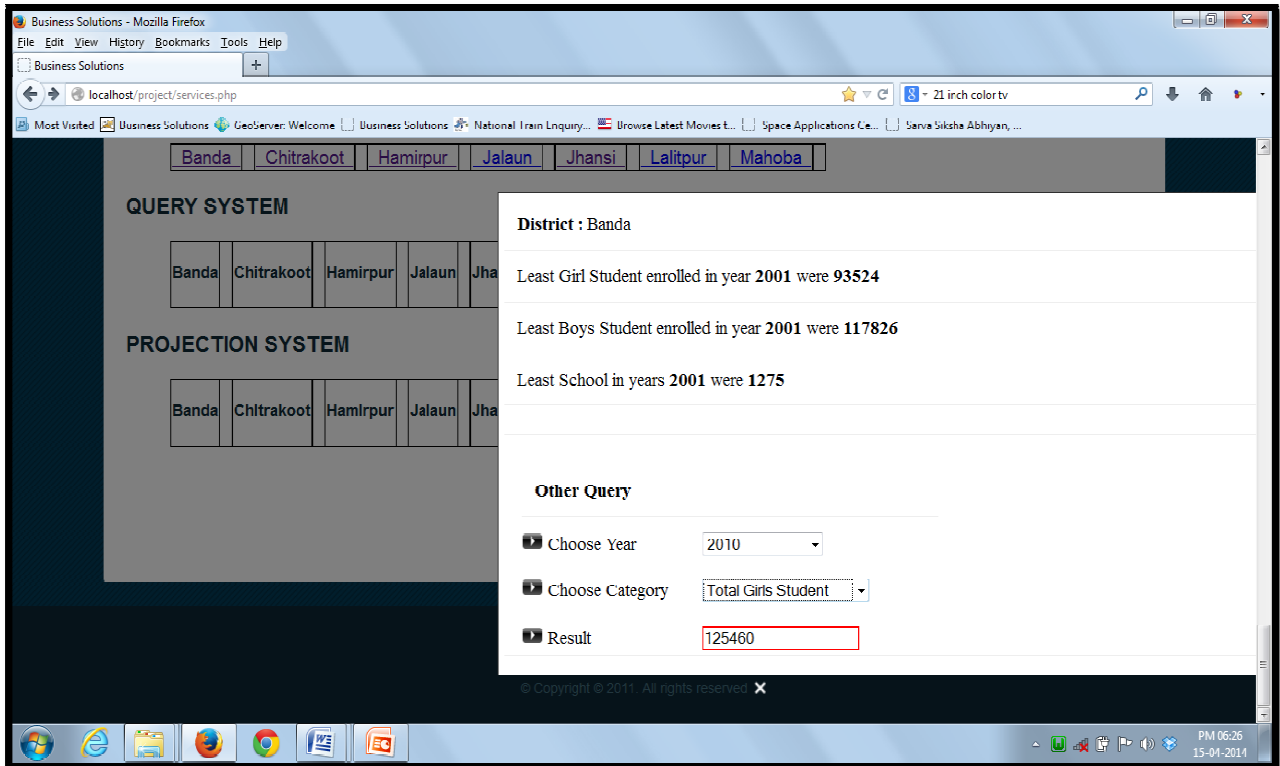 Business Solutions - Mozilla Firefox
File Edit View History Bookmarks Tools Help
Business Solutions +
localhost/project/services.php 21 inch color tv
Most Visited Business Solutions GeoServer: Welcome Business Solutions National Train Enquiry... Browse Latest Movies t... Space Applications Ce... Sarva Siksha Abhiyan, ...
Banda Chitrakoot Hamirpur Jalaun Jhansi Lalitpur Mahoba
QUERY SYSTEM
Banda Chitrakoot Hamirpur Jalaun Jha
PROJECTION SYSTEM
Banda Chitrakoot Hamirpur Jalaun Jha
District : Banda
Least Girl Student enrolled in year 2001 were 93524
Least Boys Student enrolled in year 2001 were 117826
Least School in years 2001 were 1275
Other Query
Choose Year 2010
Choose Category Total Girls Student
Result 125460
© Copyright © 2011. All rights reserved
PM 06:26
15-04-2014